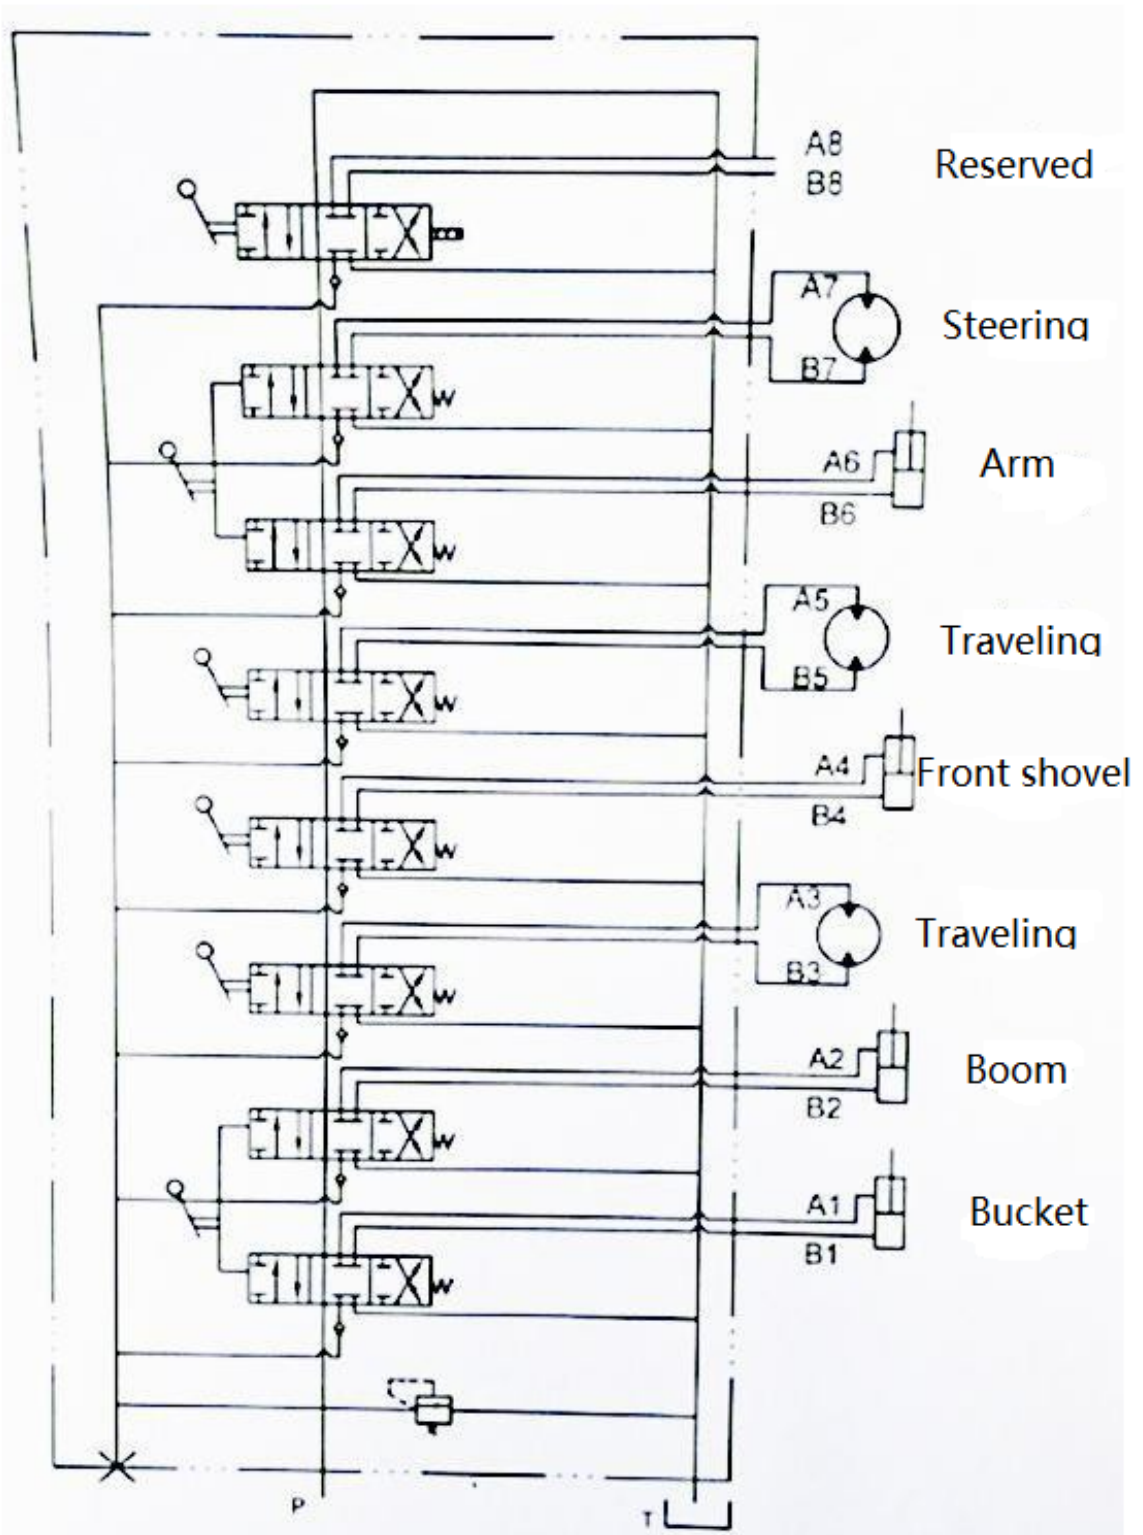 A8
Reserved
B8
A7
Steering
B7
A6
Arm
B6
A5
Traveling
B5
A4
Front shovel
B4
A3
Traveling
B3
A2
Boom
B2
A1
Bucket
B1
P
T